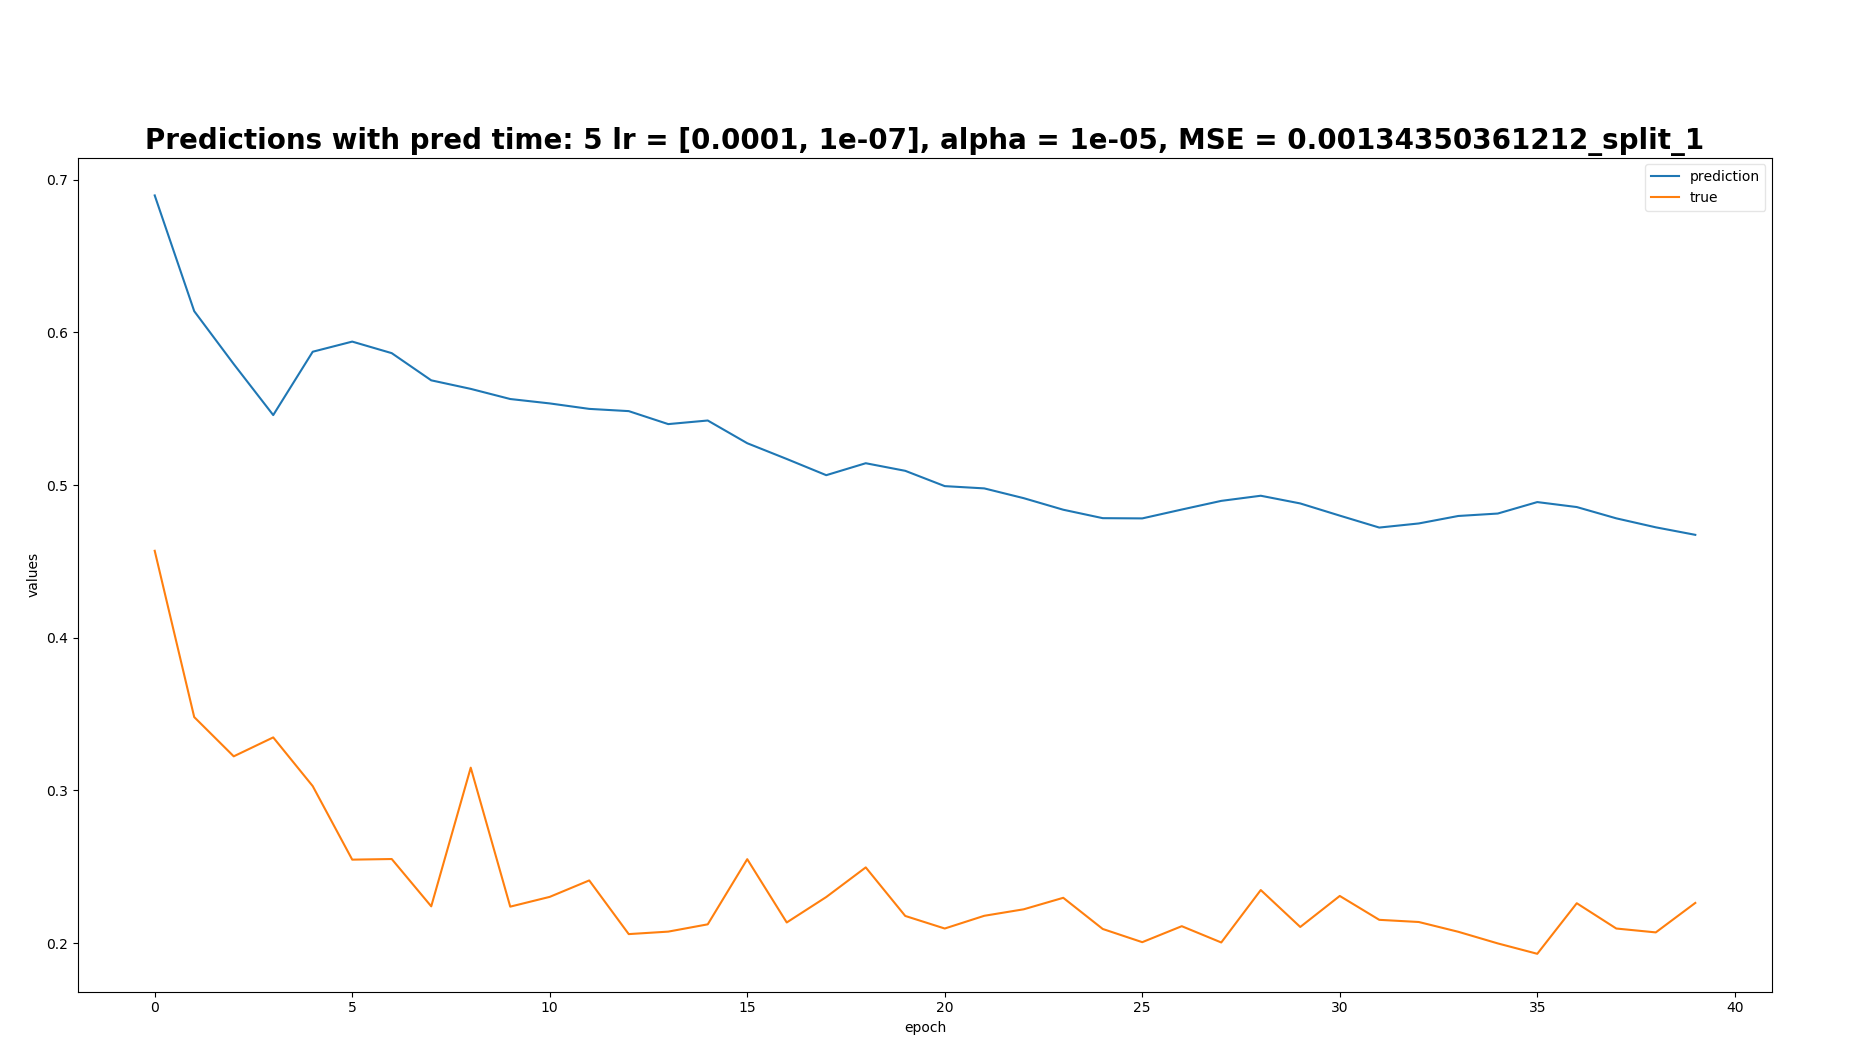 Predictions with pred time: 5 lr = [0.0001, 1e-07], alpha = 1e-05, MSE = 0.00134350361212_split_1
prediction
true
0.7
0.6
0.5
0.4
0.3
0.2
values
0 5 10 15 20 25 30 35 40
epoch